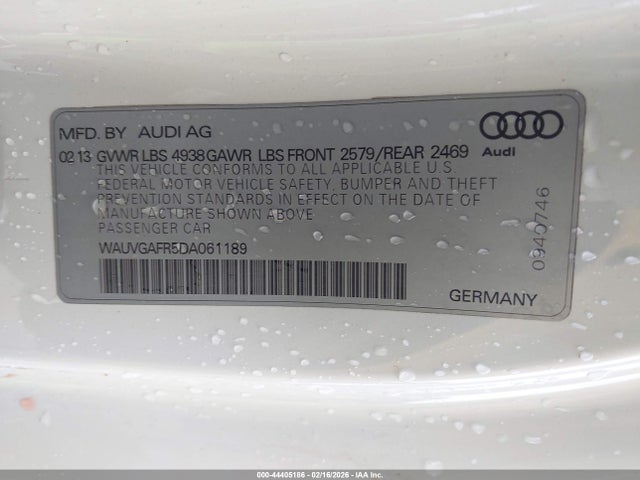 MFD. BY AUDI AG
02 13 GVWR LBS 4938 GAWR LBS FRONT 2579/REAR 2469
Audi
THIS VEHICLE CONFORMS TO ALL APPLICABLE U.S.
FEDERAL MOTOR VEHICLE SAFETY, BUMPER AND THEFT
PREVENTION STANDARDS IN EFFECT ON THE DATE OF
MANUFACTURE SHOWN ABOVE.
PASSENGER CAR
WAUVGAFR5DA061189
GERMANY
0940746
000-44405186 - 02/16/2026 - IAA Inc.